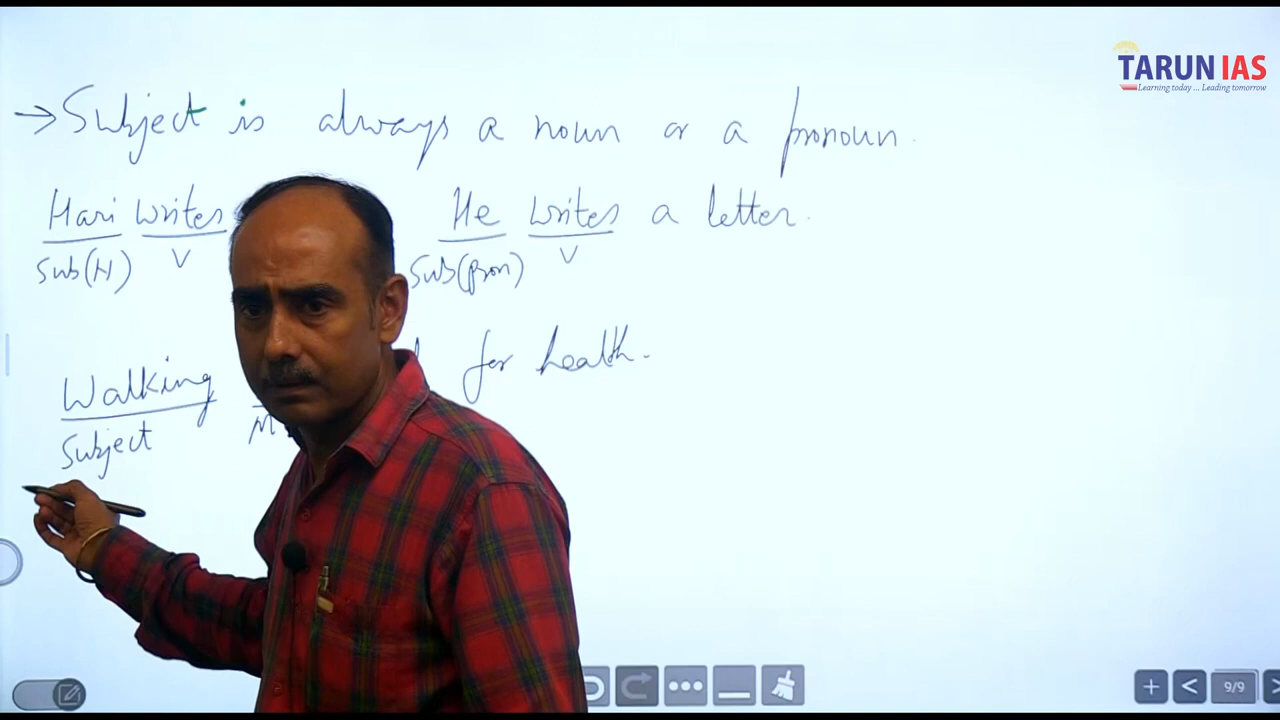 TARUN IAS
Learning today ... Leading tomorrow
→ Subject is always a noun or a pronoun.
Hari writes He writes a letter.
Sub(N) V Sub(pron) V
Walking for health.
Subject
9/9